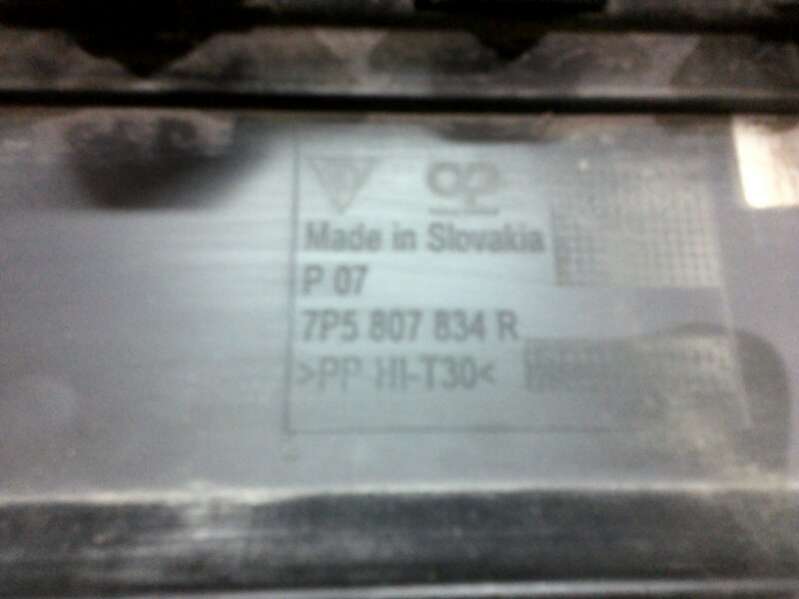 Made in Slovakia
P 07
7P5 807 834 R
>PP HI-T30<